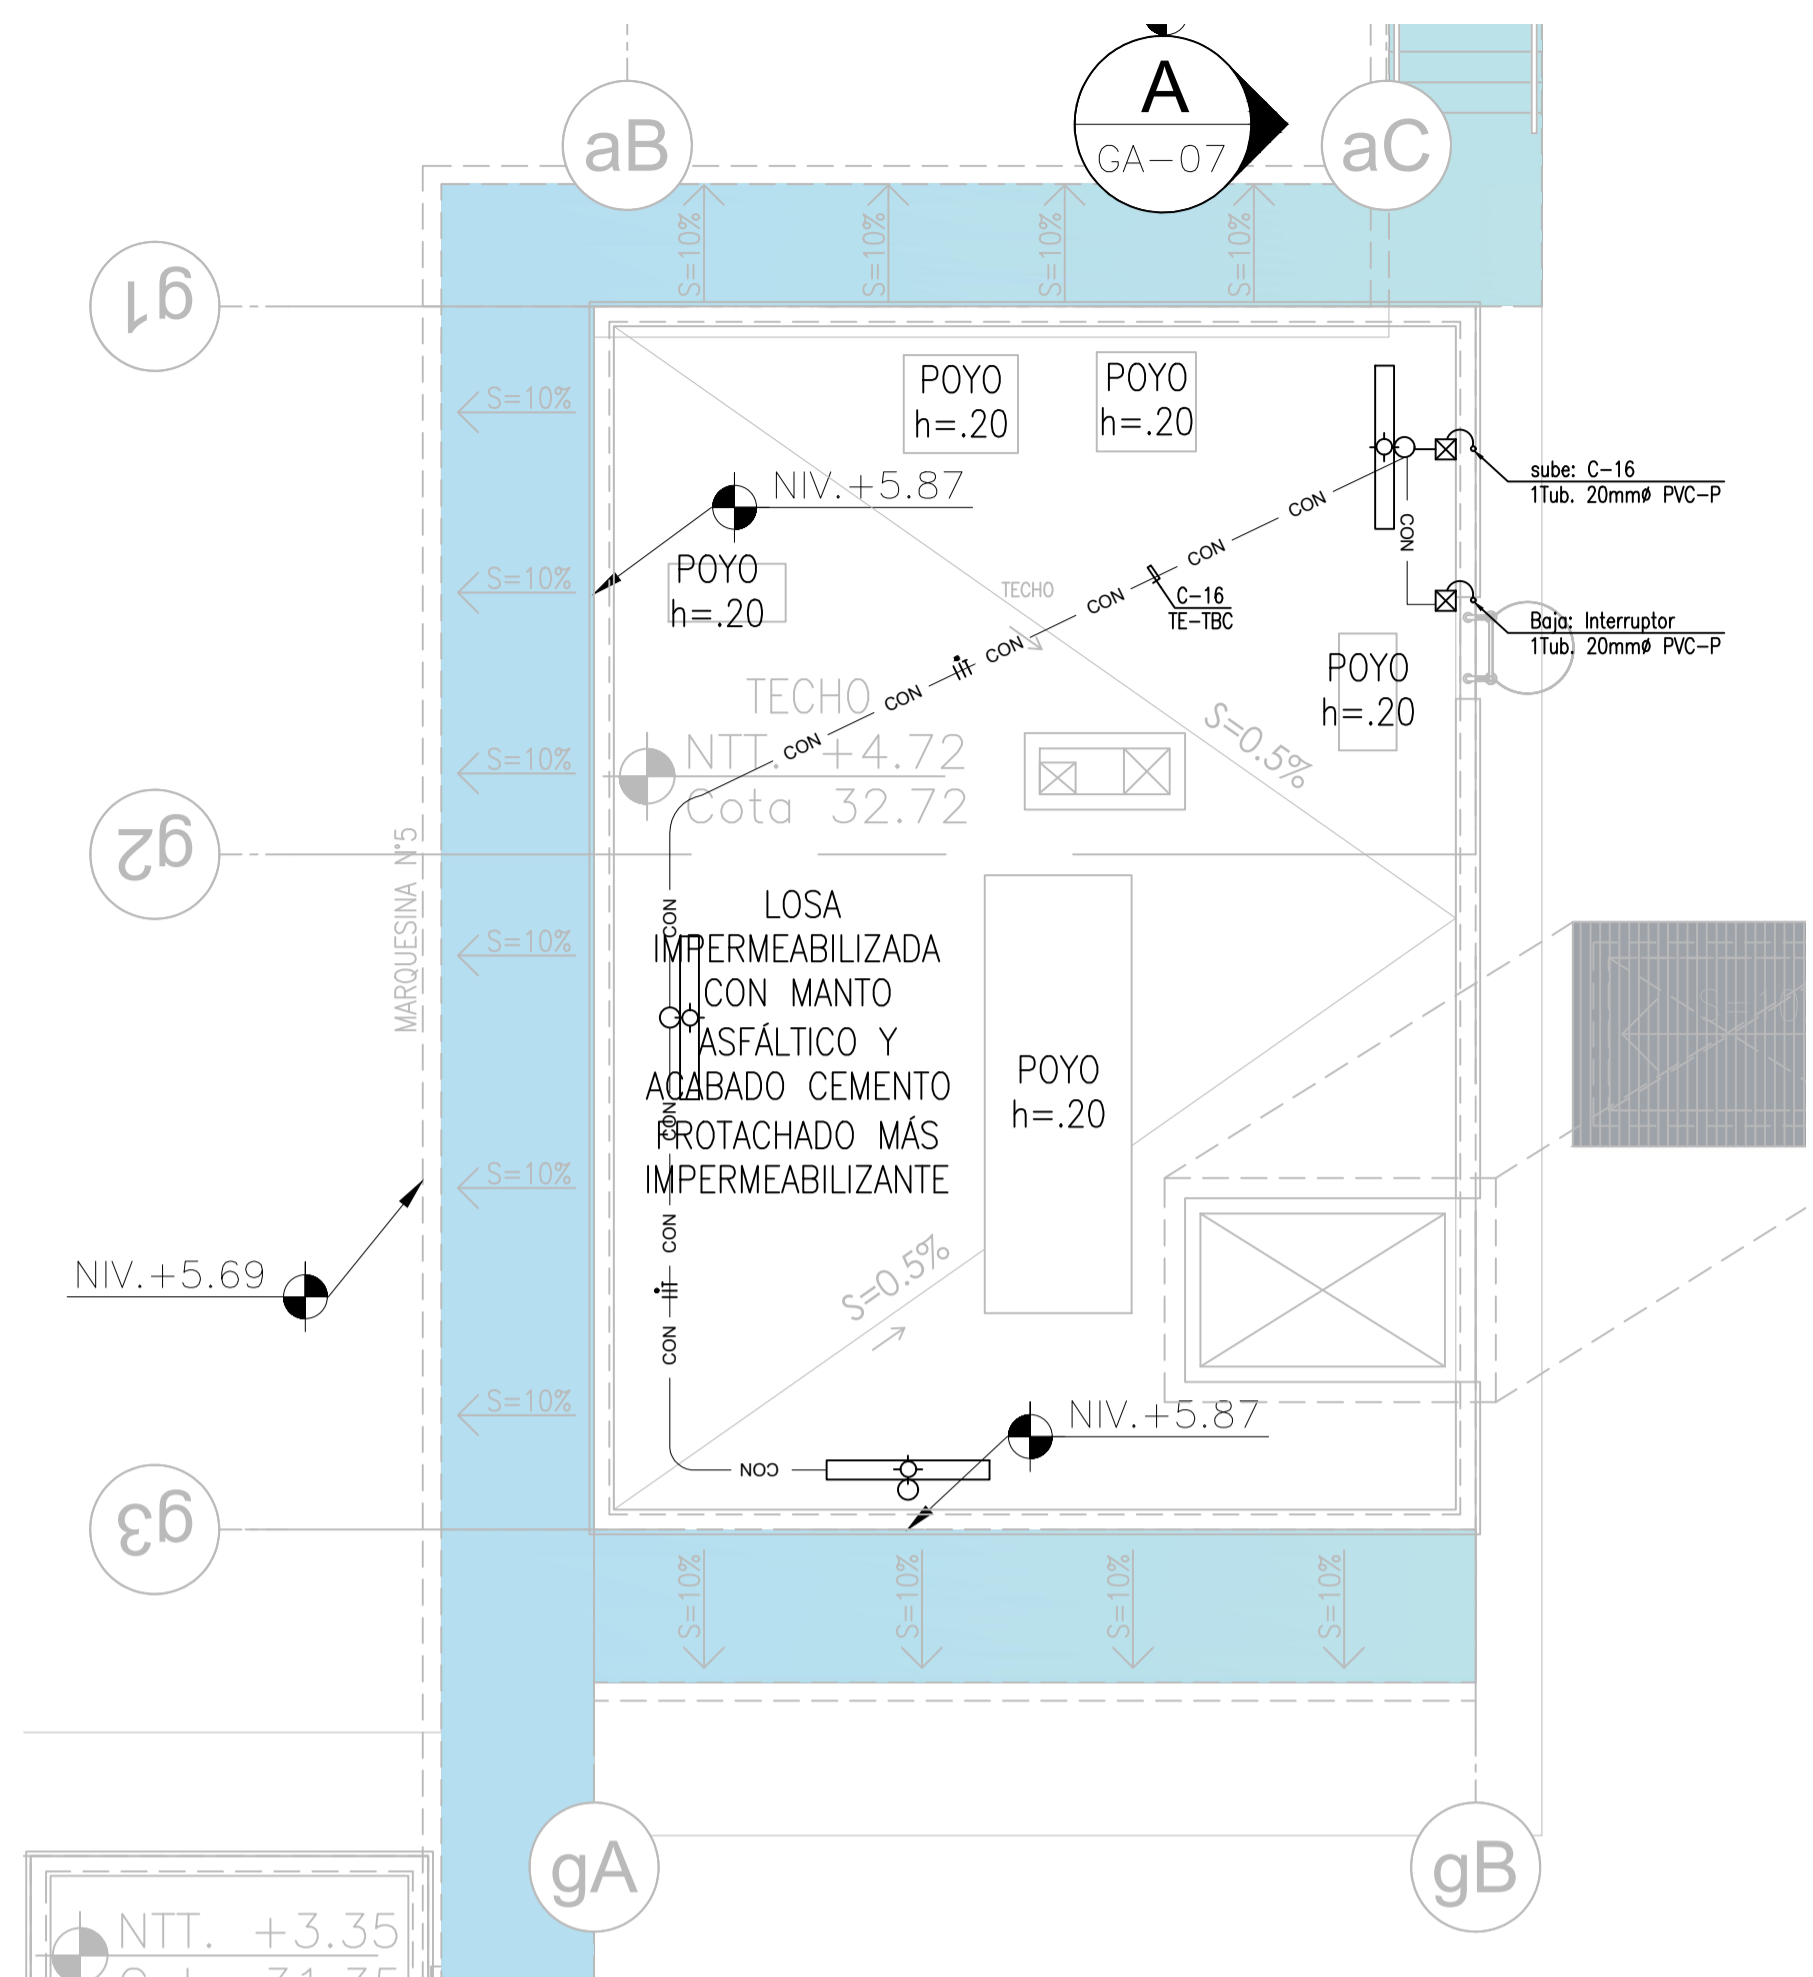 aB
A
GA-07
aC
S=10%
S=10%
S=10%
S=10%
g1
S=10%
POYO
h=.20
POYO
h=.20
NIV.+5.87
sube: C-16
1Tub. 20mmø PVC-P
CON
CON
CON
S=10%
POYO
h=.20
TECHO
CON
C-16
TE-TBC
Baja: Interruptor
1Tub. 20mmø PVC-P
CON
POYO
h=.20
TECHO
CON
S=0.5%
CON
NTT. +4.72
Cota 32.72
S=10%
g2
MARQUESINA N°5
CON
LOSA
IMPERMEABILIZADA
CON MANTO
ASFÁLTICO Y
ACABADO CEMENTO
FROTACHADO MÁS
IMPERMEABILIZANTE
S=10%
CON
POYO
h=.20
S=10%
CON
S=0.5%
NIV.+5.69
CON
S=10%
NIV.+5.87
CON
g3
S=10%
S=10%
S=10%
S=10%
gA
gB
NTT. +3.35